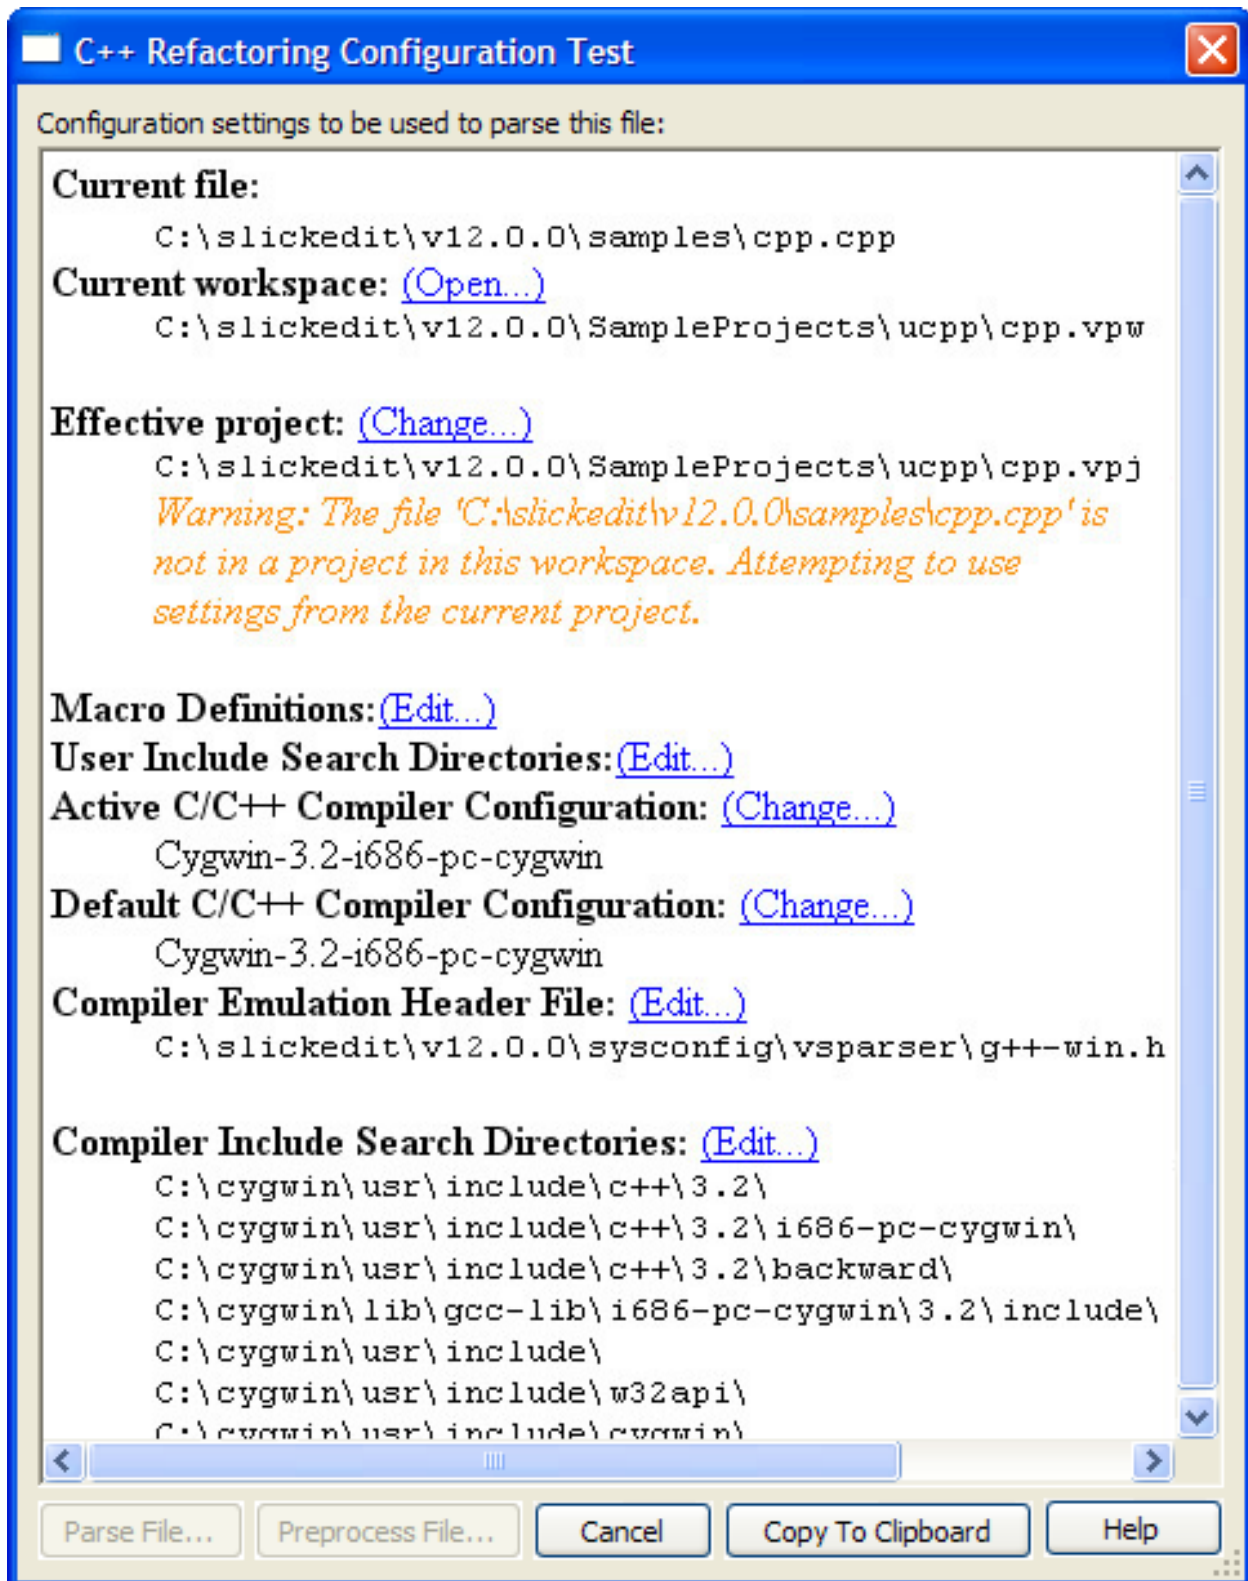 C++ Refactoring Configuration Test
Configuration settings to be used to parse this file:
Current file:
C:\slickedit\v12.0.0\samples\cpp.cpp
Current workspace: (Open...)
C:\slickedit\v12.0.0\SampleProjects\ucpp\cpp.vpw
Effective project: (Change...)
C:\slickedit\v12.0.0\SampleProjects\ucpp\cpp.vpj
Warning: The file 'C:\slickedit\v12.0.0\samples\cpp.cpp' is
not in a project in this workspace. Attempting to use
settings from the current project.
Macro Definitions:(Edit...)
User Include Search Directories:(Edit...)
Active C/C++ Compiler Configuration: (Change...)
Cygwin-3.2-i686-pc-cygwin
Default C/C++ Compiler Configuration: (Change...)
Cygwin-3.2-i686-pc-cygwin
Compiler Emulation Header File: (Edit...)
C:\slickedit\v12.0.0\sysconfig\vsparser\g++-win.h
Compiler Include Search Directories: (Edit...)
C:\cygwin\usr\include\c++\3.2\
C:\cygwin\usr\include\c++\3.2\i686-pc-cygwin\
C:\cygwin\usr\include\c++\3.2\backward\
C:\cygwin\lib\gcc-lib\i686-pc-cygwin\3.2\include\
C:\cygwin\usr\include\
C:\cygwin\usr\include\w32api\
C:\cygwin\usr\include\cygwin\
Parse File... Preprocess File... Cancel Copy To Clipboard Help